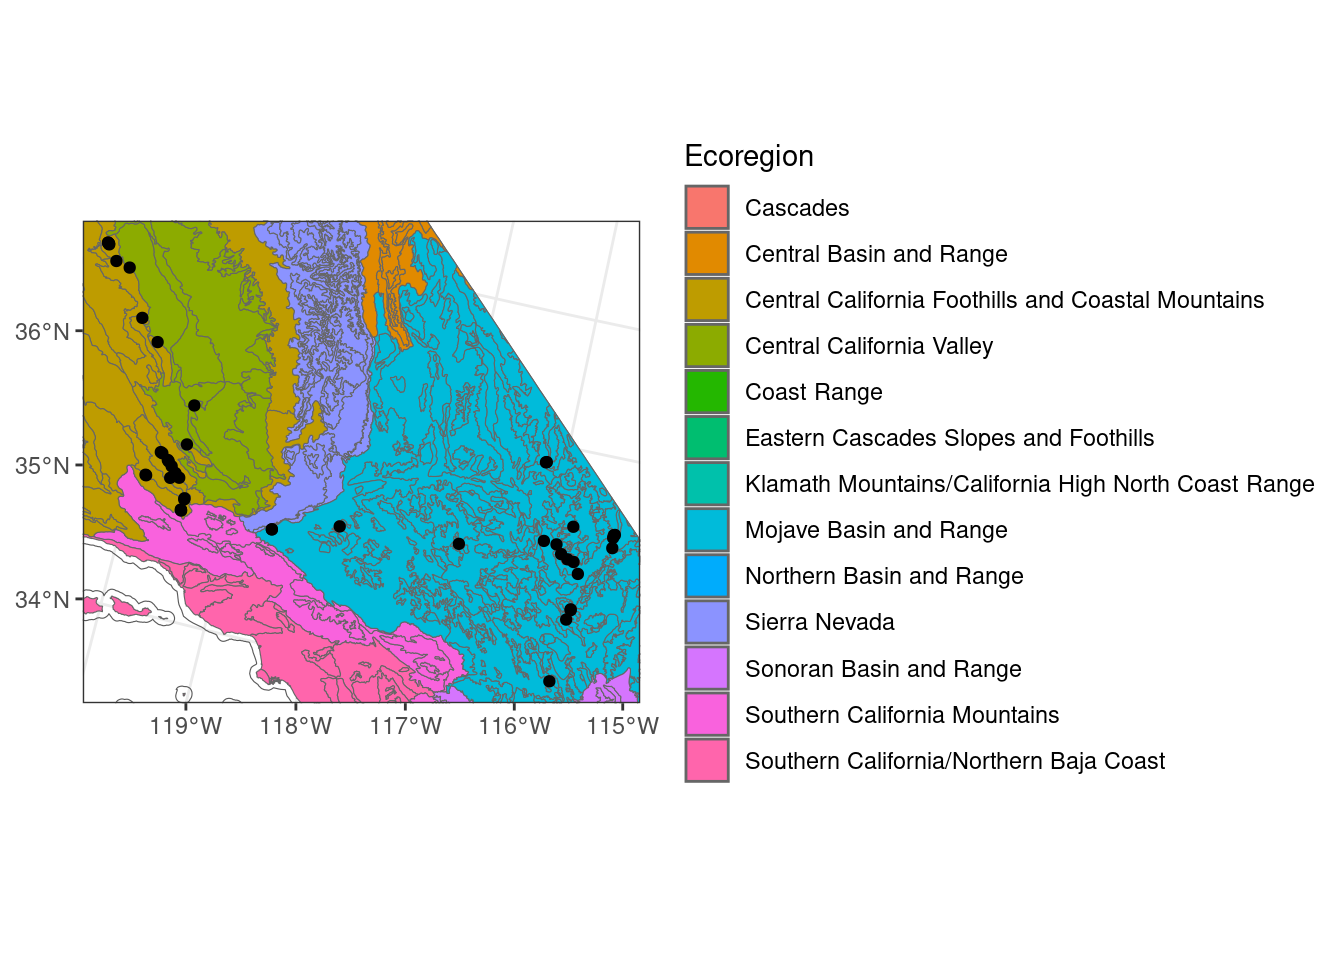 Ecoregion
Cascades
Central Basin and Range
Central California Foothills and Coastal Mountains
Central California Valley
Coast Range
Eastern Cascades Slopes and Foothills
Klamath Mountains/California High North Coast Range
Mojave Basin and Range
Northern Basin and Range
Sierra Nevada
Sonoran Basin and Range
Southern California Mountains
Southern California/Northern Baja Coast
36°N
35°N
34°N
119°W 118°W 117°W 116°W 115°W